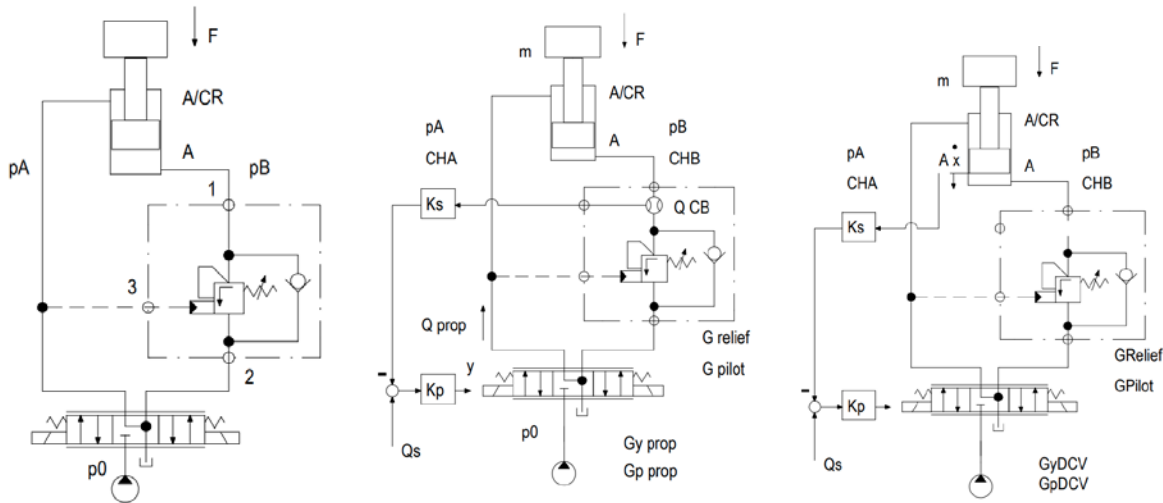 F
A/CR
A
pA
pB
1
3
2
p0
m
F
A/CR
A
pA
CHA
pB
CHB
Ks
Q CB
Q prop
G relief
G pilot
-
Kp
y
Qs
p0
Gy prop
Gp prop
m
F
A/CR
A ẋ
A
pA
CHA
pB
CHB
Ks
GRelief
GPilot
-
Kp
Qs
GyDCV
GpDCV